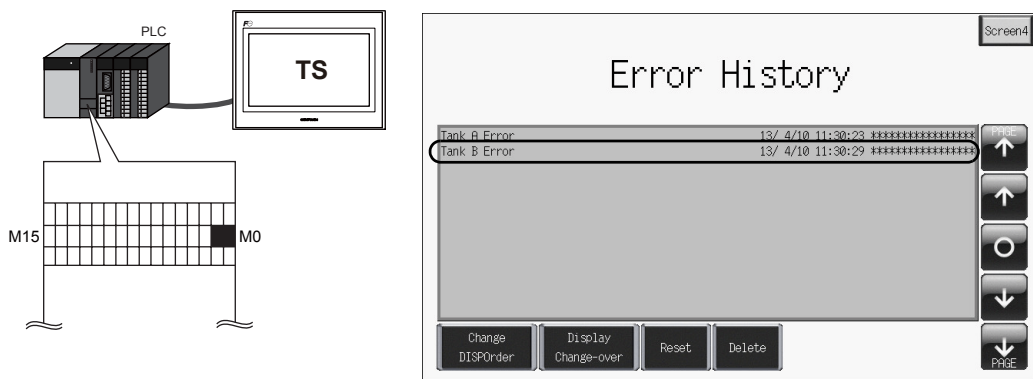 PLC
TS
M15
M0
Screen4
Error History
Tank A Error 13/ 4/10 11:30:23 *****************
Tank B Error 13/ 4/10 11:30:29 *****************
PAGE
PAGE
Change
DISPOrder
Display
Change-over
Reset
Delete